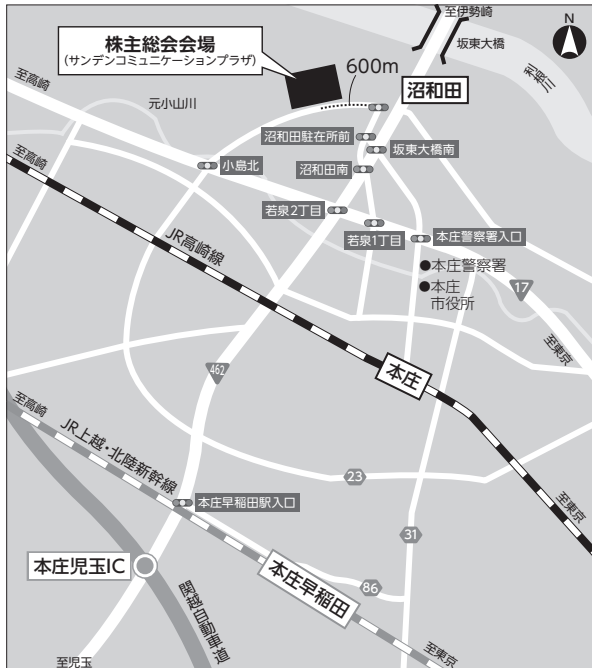 至伊勢崎
N
坂東大橋
利根川
株主総会会場
(サンデンコミュニケーションプラザ)
600m
沼和田
至高崎
元小山川
沼和田駐在所前
坂東大橋南
小島北
沼和田南
至高崎
若泉2丁目
若泉1丁目
本庄警察署入口
JR高崎線
本庄警察署
本庄
市役所
17
至東京
462
本庄
至高崎
JR上越・北陸新幹線
23
本庄早稲田駅入口
至東京
31
本庄児玉IC
本庄早稲田
86
関越自動車道
至児玉
至東京